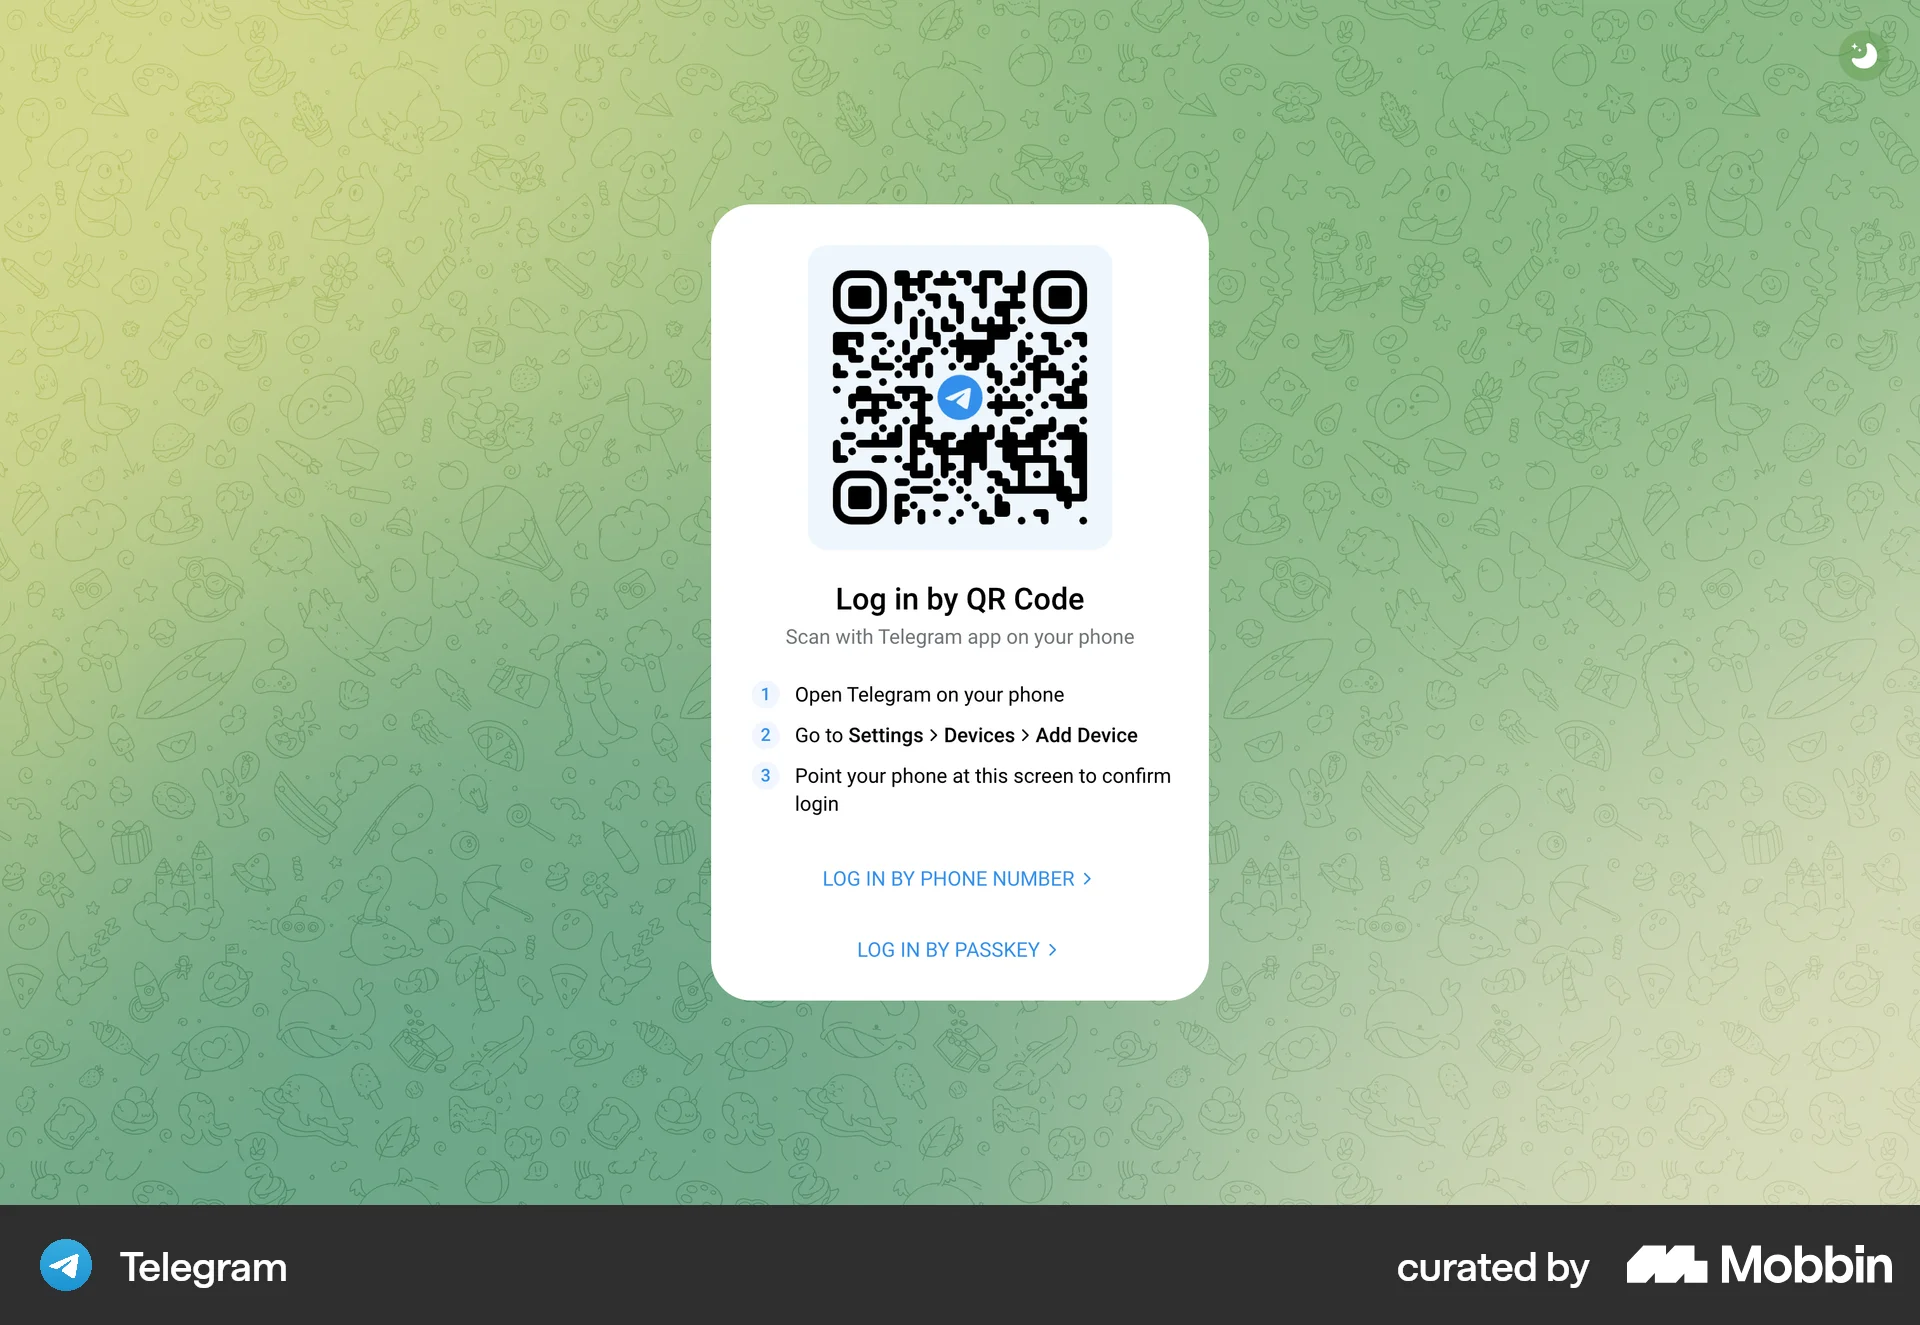 Log in by QR Code
Scan with Telegram app on your phone
1 Open Telegram on your phone
2 Go to Settings > Devices > Add Device
3 Point your phone at this screen to confirm
login
LOG IN BY PHONE NUMBER >
LOG IN BY PASSKEY >
Telegram
curated by Mobbin